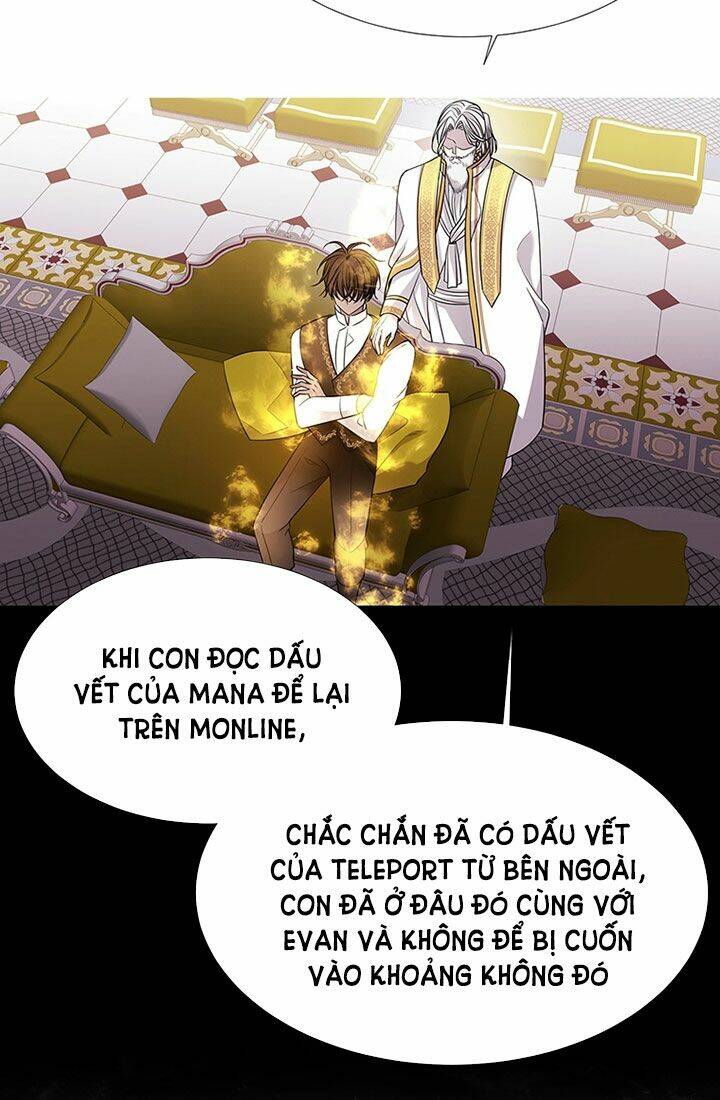 KHI CON ĐỌC DẤU
VẾT CỦA MANA ĐỂ LẠI
TRÊN MONLINE,
CHẮC CHẮN ĐÃ CÓ DẤU VẾT
CỦA TELEPORT TỪ BÊN NGOÀI,
CON ĐÃ Ở ĐÂU ĐÓ CÙNG VỚI
EVAN VÀ KHÔNG ĐỂ BỊ CUỐN
VÀO KHOẢNG KHÔNG ĐÓ